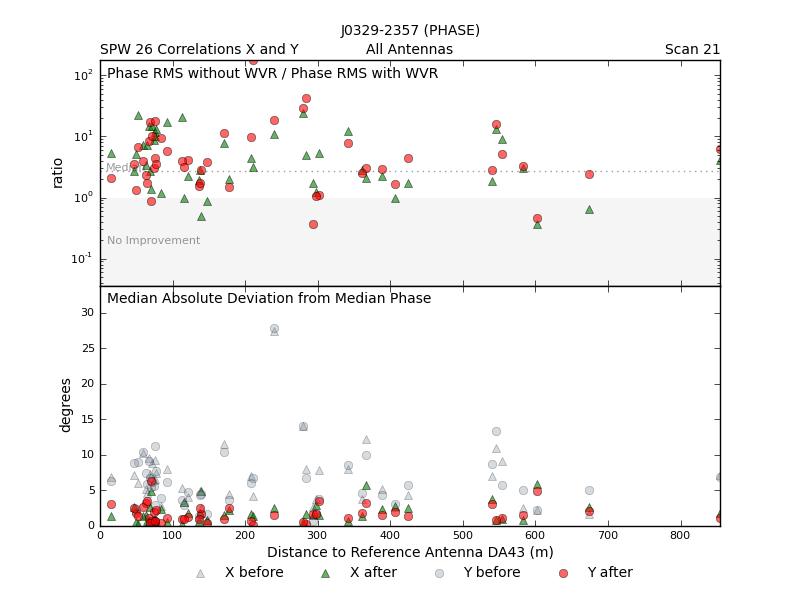 J0329-2357 (PHASE)
SPW 26 Correlations X and Y All Antennas Scan 21
Phase RMS without WVR / Phase RMS with WVR
10²
10¹
10⁰
10⁻¹
ratio
No Improvement
Median Absolute Deviation from Median Phase
30
25
20
15
10
5
0
degrees
0 100 200 300 400 500 600 700 800
Distance to Reference Antenna DA43 (m)
X before X after Y before Y after